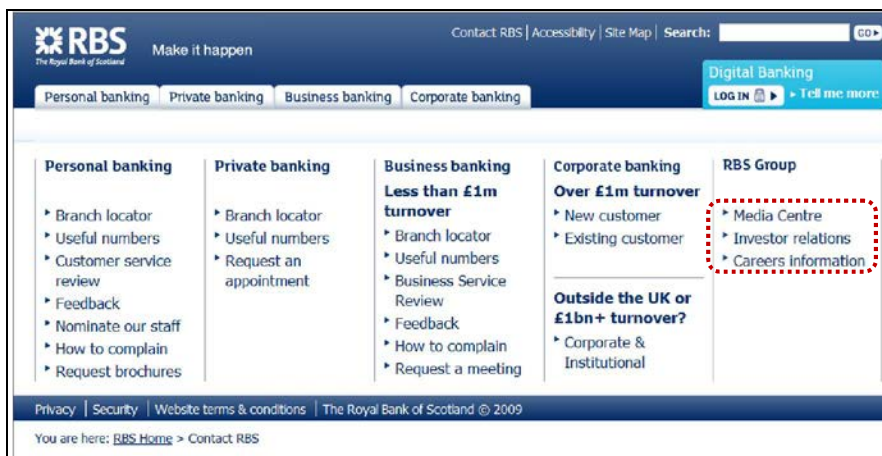 RBS
The Royal Bank of Scotland
Make it happen
Contact RBS | Accessibility | Site Map | Search: GO
Digital Banking
LOG IN Tell me more
Personal banking Private banking Business banking Corporate banking
Personal banking
Branch locator
Useful numbers
Customer service
review
Feedback
Nominate our staff
How to complain
Request brochures
Private banking
Branch locator
Useful numbers
Request an
appointment
Business banking
Less than £1m
turnover
Branch locator
Useful numbers
Business Service
Review
Feedback
How to complain
Request a meeting
Corporate banking
Over £1m turnover
New customer
Existing customer
Outside the UK or
£1bn+ turnover?
Corporate &
Institutional
RBS Group
Media Centre
Investor relations
Careers information
Privacy | Security | Website terms & conditions | The Royal Bank of Scotland © 2009
You are here: RBS Home > Contact RBS